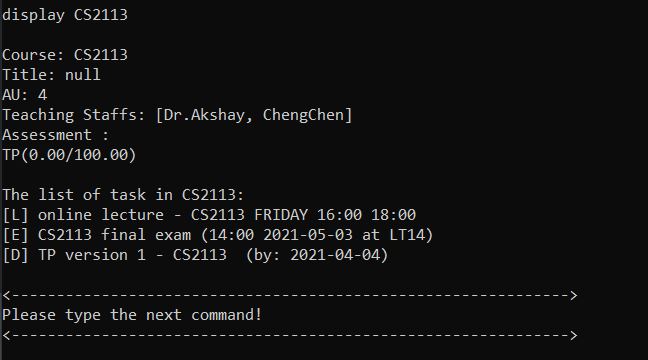 display CS2113
Course: CS2113
Title: null
AU: 4
Teaching Staffs: [Dr.Akshay, ChengChen]
Assessment :
TP(0.00/100.00)
The list of task in CS2113:
[L] online lecture - CS2113 FRIDAY 16:00 18:00
[E] CS2113 final exam (14:00 2021-05-03 at LT14)
[D] TP version 1 - CS2113  (by: 2021-04-04)
<-------------------------------------------------------------->
Please type the next command!
<-------------------------------------------------------------->